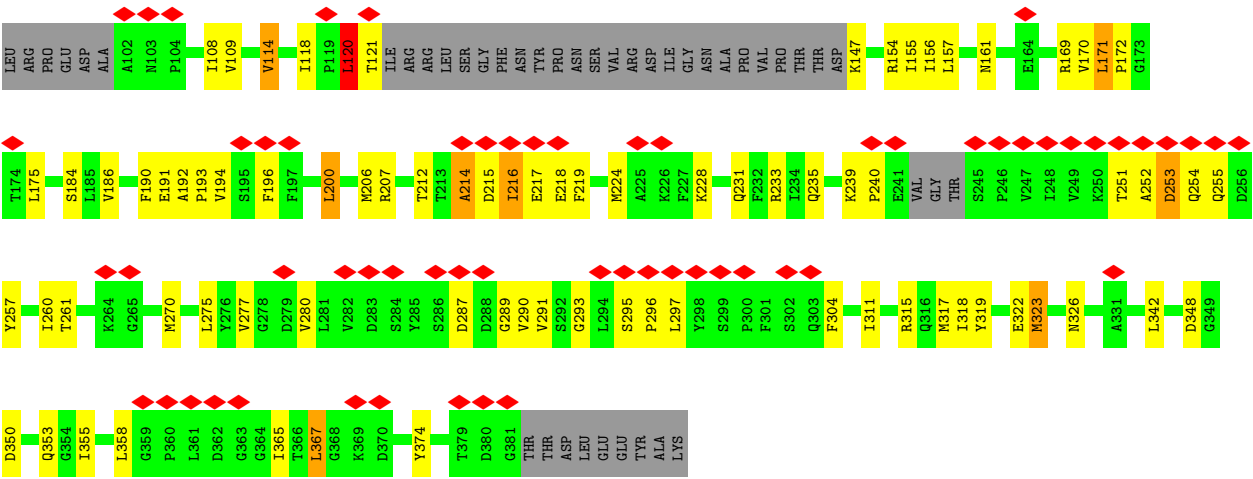 LEU ARG PRO GLU ASP ALA A102 N103 P104 I108 V109 V114 I118 P119 L120 T121 ILE ARG ARG LEU SER GLY PHE ASN TYR PRO ASN SER VAL ARG ASP ILE GLY ASN ALA PRO VAL PRO THR THR ASP K147 R154 I155 I156 L157 N161 E164 R169 V170 L171 P172 G173
T174 L175 S184 L185 V186 F190 E191 A192 P193 V194 S195 F196 F197 L200 M206 R207 T212 T213 A214 D215 I216 E217 E218 F219 M224 A225 K226 F227 K228 Q231 F232 R233 I234 Q235 K239 P240 E241 VAL GLY THR S245 P246 V247 I248 V249 K250 T251 A252 D253 Q254 Q255 D256
Y257 I260 T261 K264 G265 M270 L275 Y276 V277 G278 D279 V280 L281 V282 D283 S284 Y285 S286 D287 D288 G289 V290 V291 S292 G293 L294 S295 P296 L297 Y298 S299 P300 F301 S302 Q303 F304 I311 R315 Q316 M317 I318 Y319 E322 M323 N326 A331 L342 D348 G349
D350 Q353 G354 I355 L358 G359 P360 L361 D362 G363 G364 I365 T366 L367 G368 K369 D370 Y374 T379 D380 G381 THR THR ASP LEU GLU GLU TYR ALA LYS